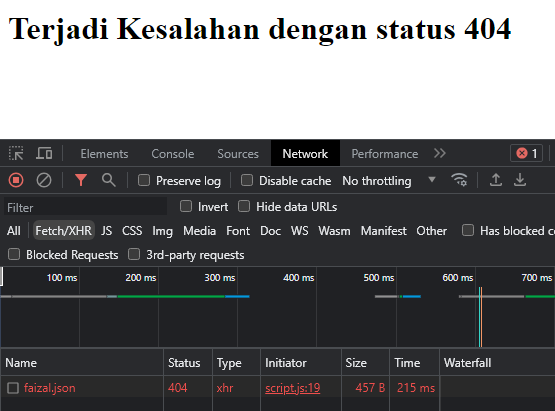 Terjadi Kesalahan dengan status 404
Elements Console Sources Network Performance 1
Preserve log Disable cache No throttling
Filter Invert Hide data URLs
All Fetch/XHR JS CSS Img Media Font Doc WS Wasm Manifest Other Has blocked c
Blocked Requests 3rd-party requests
100 ms 200 ms 300 ms 400 ms 500 ms 600 ms 700 m
Name Status Type Initiator Size Time Waterfall
faizal.json 404 xhr script.js:19 457 B 215 ms